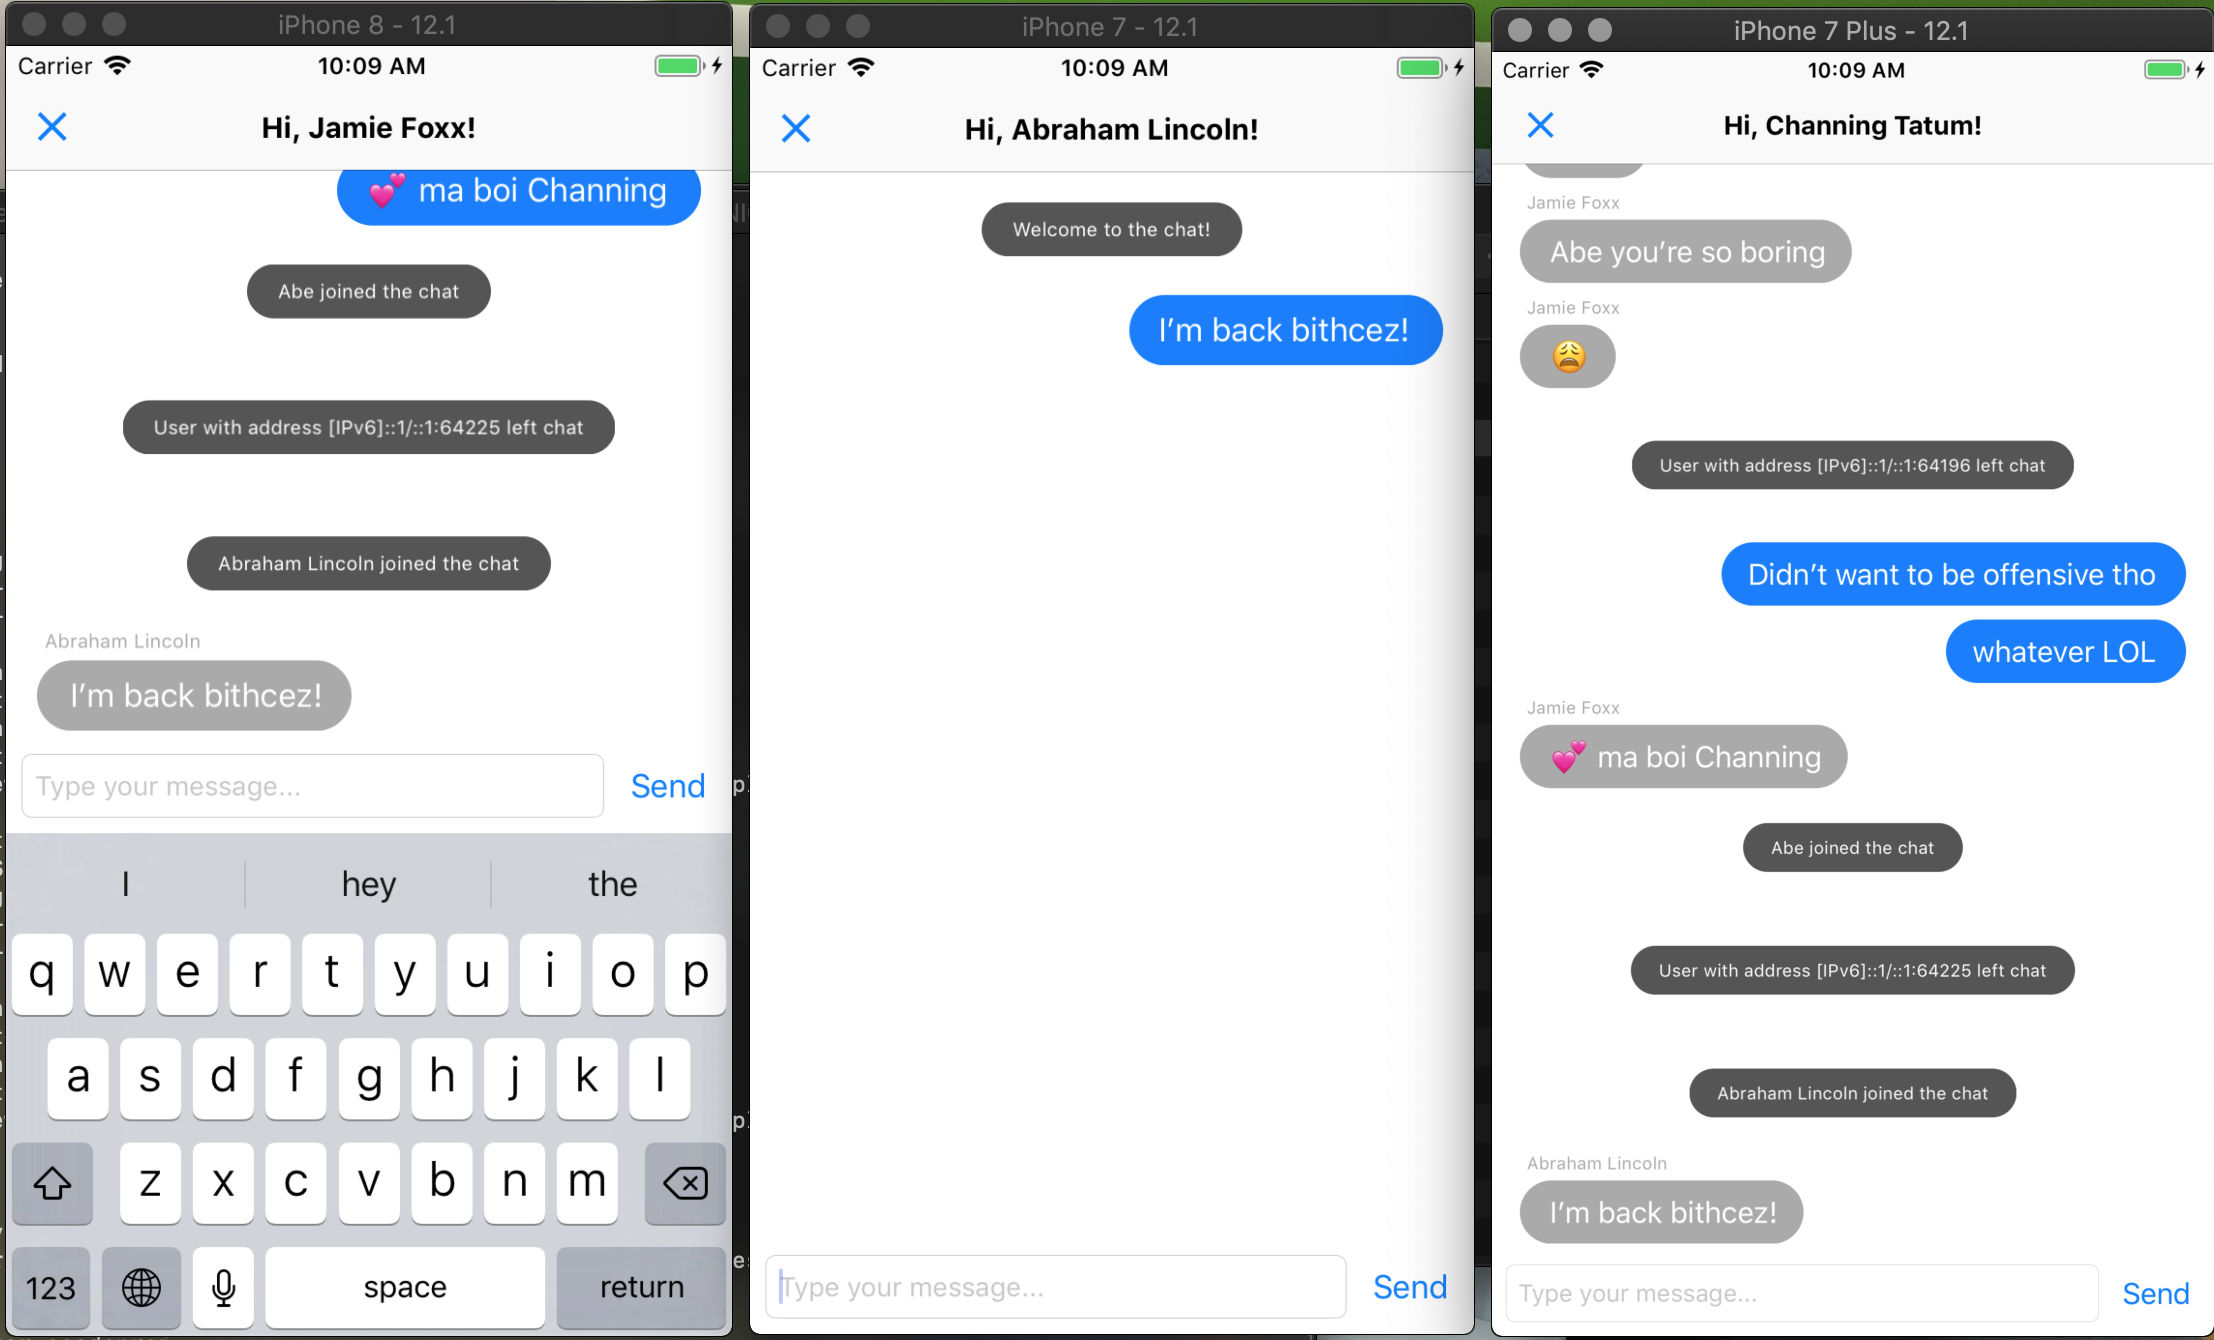 iPhone 8 - 12.1
Carrier 10:09 AM
Hi, Jamie Foxx!
💕 ma boi Channing
Abe joined the chat
User with address [IPv6]::1/::1:64225 left chat
Abraham Lincoln joined the chat
Abraham Lincoln
I’m back bithcez!
Type your message... Send
I hey the
q w e r t y u i o p
a s d f g h j k l
z x c v b n m
123 space return
iPhone 7 - 12.1
Carrier 10:09 AM
Hi, Abraham Lincoln!
Welcome to the chat!
I’m back bithcez!
Type your message... Send
iPhone 7 Plus - 12.1
Carrier 10:09 AM
Hi, Channing Tatum!
Jamie Foxx
Abe you’re so boring
Jamie Foxx
😩
User with address [IPv6]::1/::1:64196 left chat
Didn’t want to be offensive tho
whatever LOL
Jamie Foxx
💕 ma boi Channing
Abe joined the chat
User with address [IPv6]::1/::1:64225 left chat
Abraham Lincoln joined the chat
Abraham Lincoln
I’m back bithcez!
Type your message... Send